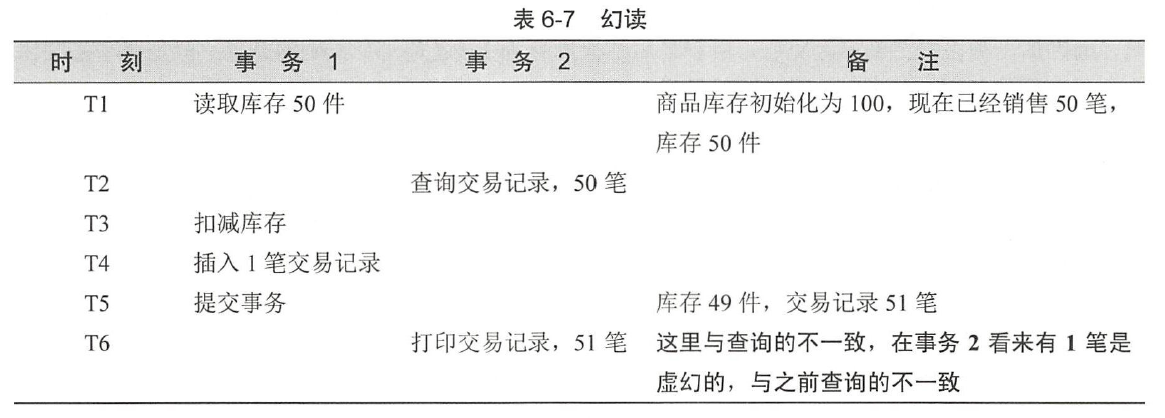 表 6-7 幻读
时 刻 事 务 1 事 务 2 备 注
T1 读取库存 50 件 商品库存初始化为 100，现在已经销售 50 笔，
库存 50 件
T2 查询交易记录，50 笔
T3 扣减库存
T4 插入 1 笔交易记录
T5 提交事务 库存 49 件，交易记录 51 笔
T6 打印交易记录，51 笔 这里与查询的不一致，在事务 2 看来有 1 笔是
虚幻的，与之前查询的不一致